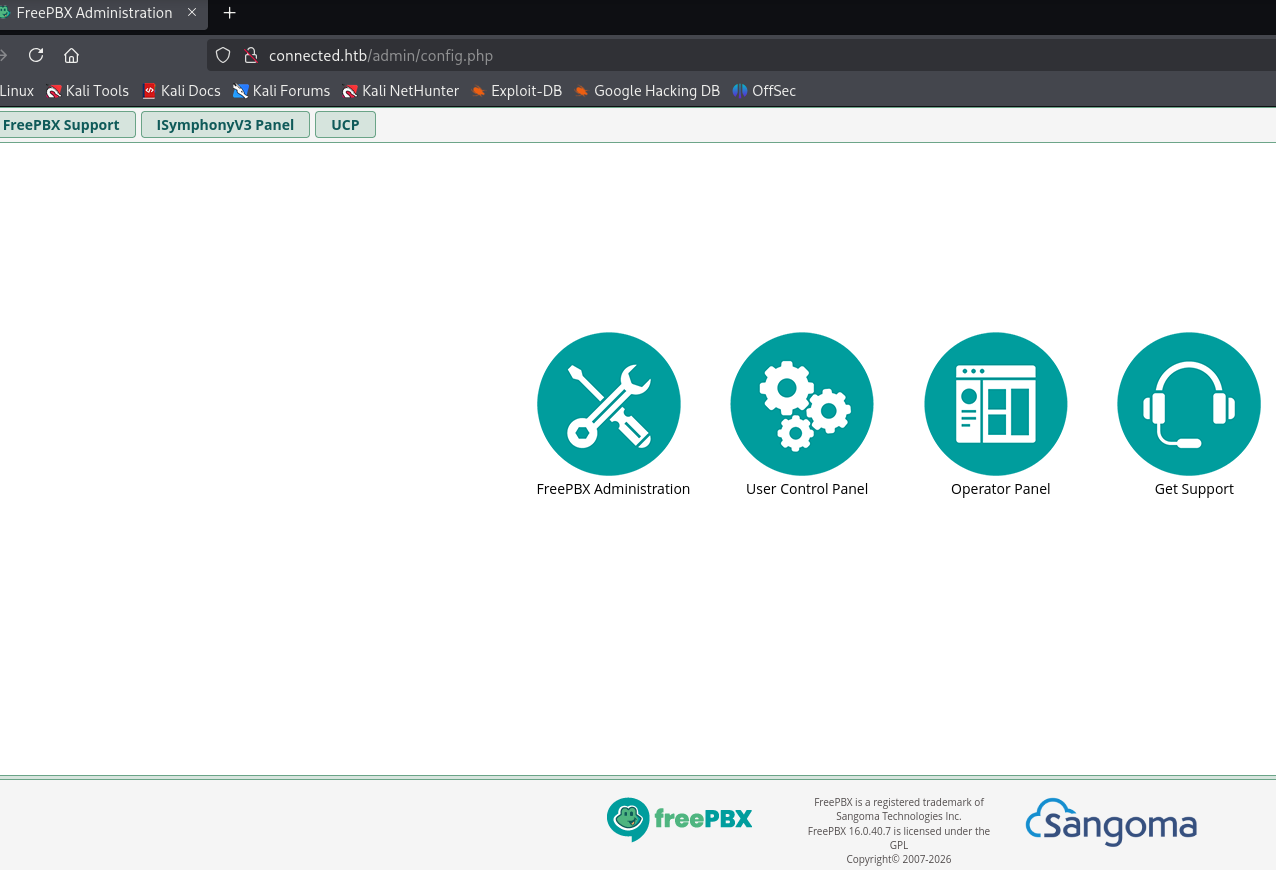 FreePBX Administration
connected.htb/admin/config.php
Linux Kali Tools Kali Docs Kali Forums Kali NetHunter Exploit-DB Google Hacking DB OffSec
FreePBX Support ISymphonyV3 Panel UCP
FreePBX Administration User Control Panel Operator Panel Get Support
freePBX
FreePBX is a registered trademark of
Sangoma Technologies Inc.
FreePBX 16.0.40.7 is licensed under the
GPL
Copyright© 2007-2026
Sangoma